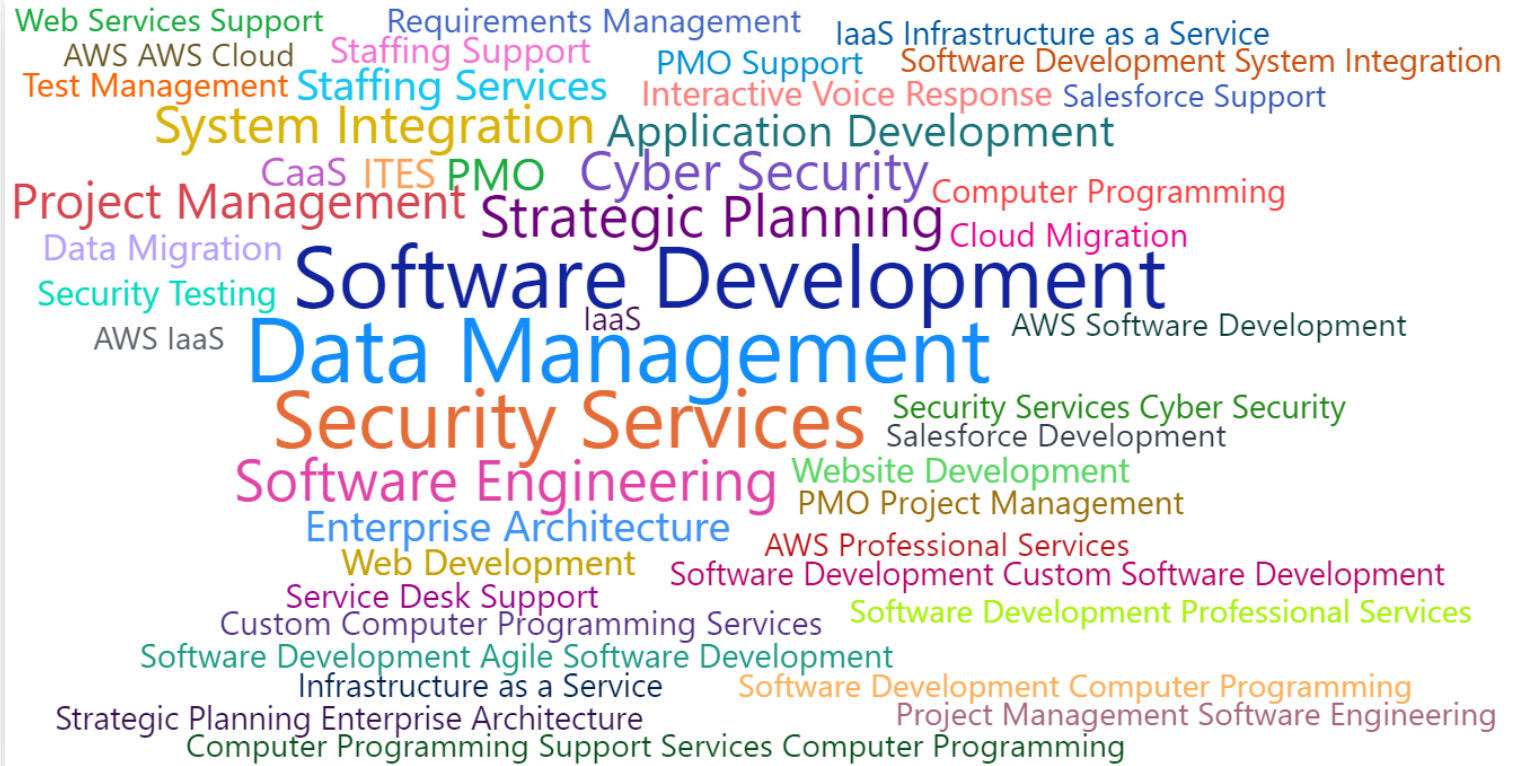 Web Services Support
Requirements Management
IaaS Infrastructure as a Service
AWS AWS Cloud
Staffing Support
PMO Support
Software Development System Integration
Test Management
Staffing Services
Interactive Voice Response
Salesforce Support
System Integration
Application Development
CaaS
ITES
PMO
Cyber Security
Computer Programming
Project Management
Strategic Planning
Cloud Migration
Data Migration
Software Development
Security Testing
IaaS
AWS Software Development
AWS IaaS
Data Management
Security Services
Security Services Cyber Security
Salesforce Development
Software Engineering
Website Development
PMO Project Management
Enterprise Architecture
AWS Professional Services
Web Development
Software Development Custom Software Development
Service Desk Support
Software Development Professional Services
Custom Computer Programming Services
Software Development Agile Software Development
Infrastructure as a Service
Software Development Computer Programming
Strategic Planning Enterprise Architecture
Project Management Software Engineering
Computer Programming Support Services Computer Programming